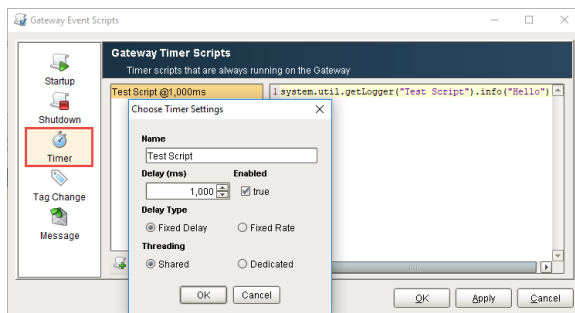 Gateway Event Scripts
Startup
Shutdown
Timer
Tag Change
Message
Gateway Timer Scripts
Timer scripts that are always running on the Gateway
Test Script @1,000ms
1 system.util.getLogger("Test Script").info("Hello")
Choose Timer Settings
Name
Test Script
Delay (ms) Enabled
1,000 true
Delay Type
Fixed Delay Fixed Rate
Threading
Shared Dedicated
OK Cancel
OK Apply Cancel